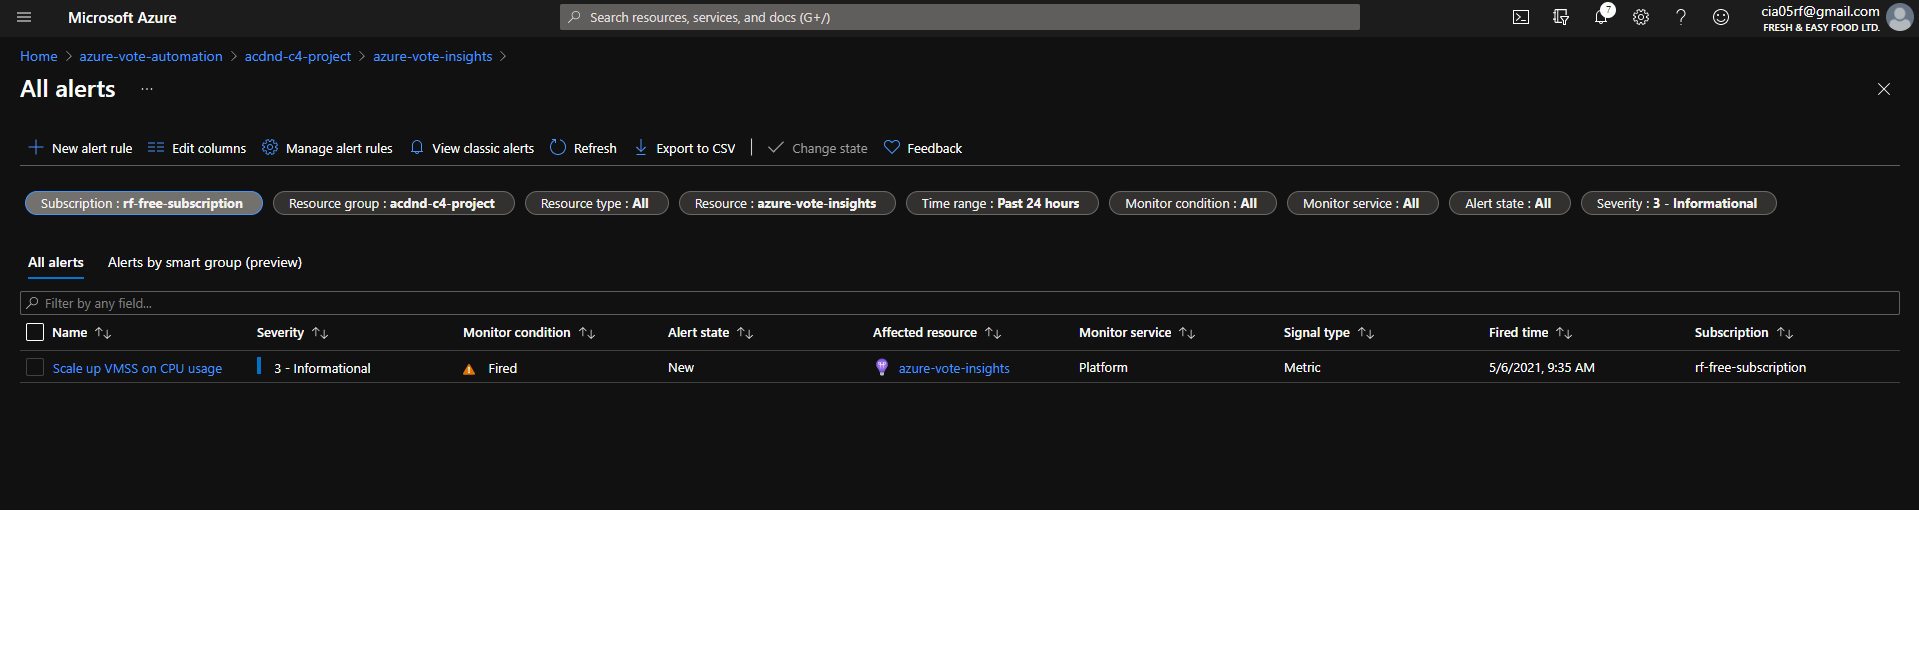 Microsoft Azure
Search resources, services, and docs (G+/)
7
cia05rf@gmail.com
FRESH & EASY FOOD LTD.
Home > azure-vote-automation > acdnd-c4-project > azure-vote-insights >
All alerts ...
New alert rule Edit columns Manage alert rules View classic alerts Refresh Export to CSV Change state Feedback
Subscription : rf-free-subscription Resource group : acdnd-c4-project Resource type : All Resource : azure-vote-insights Time range : Past 24 hours Monitor condition : All Monitor service : All Alert state : All Severity : 3 - Informational
All alerts Alerts by smart group (preview)
Filter by any field...
Name Severity Monitor condition Alert state Affected resource Monitor service Signal type Fired time Subscription
Scale up VMSS on CPU usage 3 - Informational Fired New azure-vote-insights Platform Metric 5/6/2021, 9:35 AM rf-free-subscription